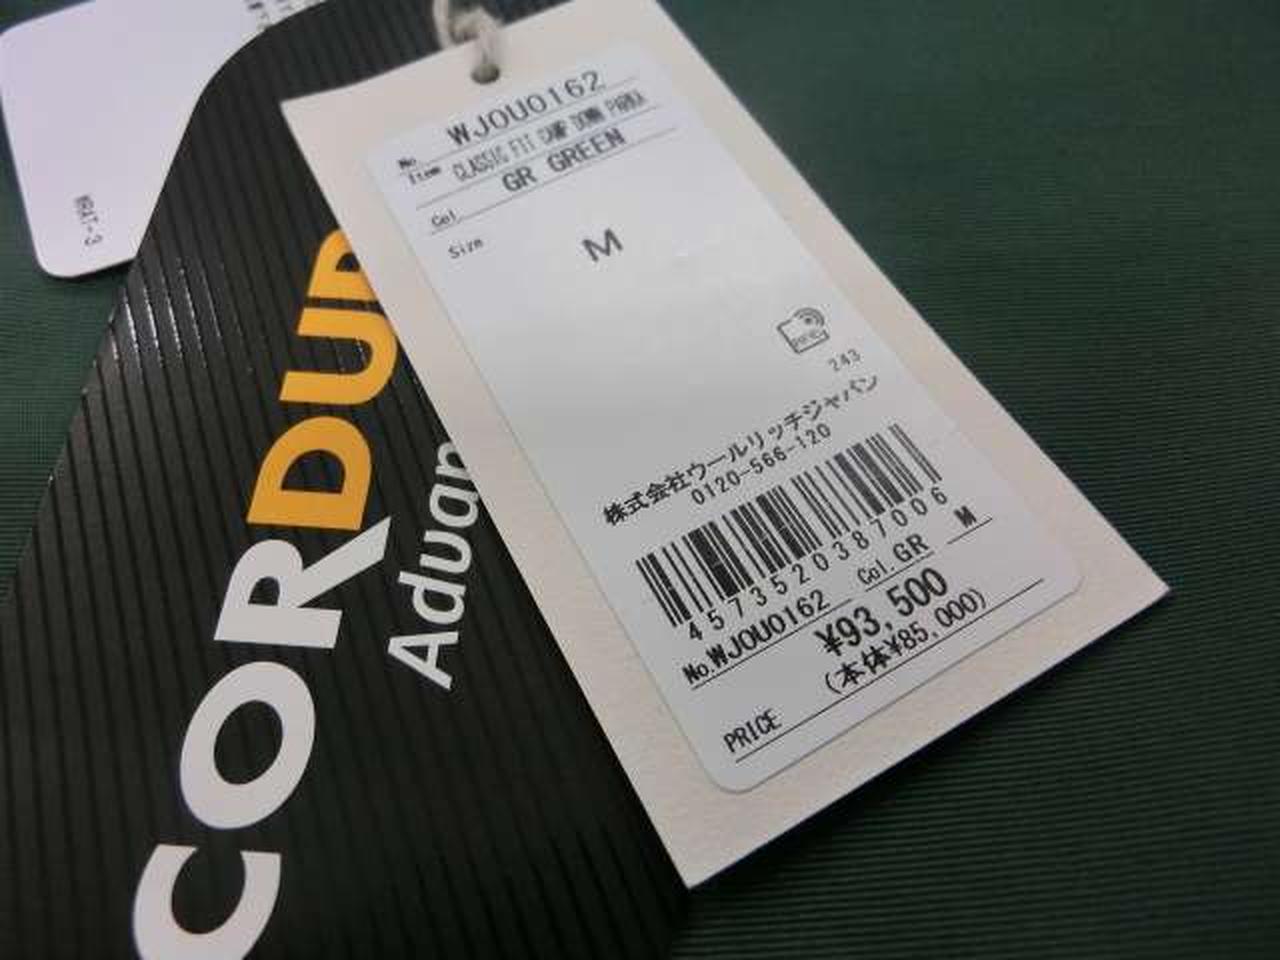 No. WJOU0162
Item CLASSIC FIT CAMP DOWN PARKA
Col. GR GREEN
Size M
RFID
243
株式会社ウールリッチジャパン
0120-566-120
4573520387006
No.WJOU0162 Col.GR M
¥93,500
(本体¥85,000)
PRICE
CORDUR
Advan